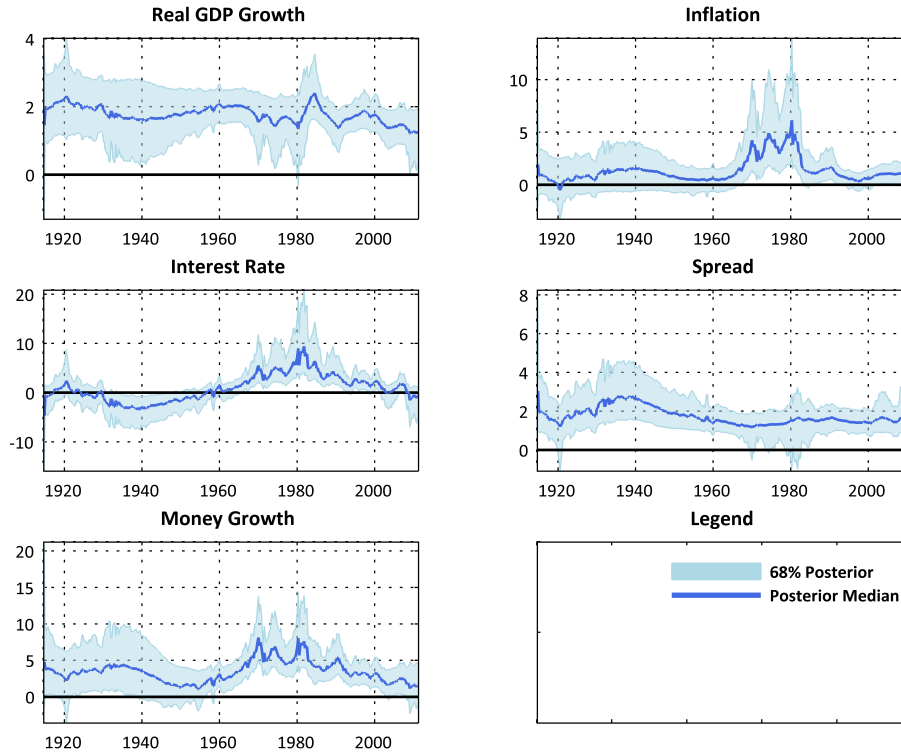 Real GDP Growth
4
2
0
1920 1940 1960 1980 2000
Inflation
10
5
0
1920 1940 1960 1980 2000
Interest Rate
20
10
0
-10
1920 1940 1960 1980 2000
Spread
8
6
4
2
0
1920 1940 1960 1980 2000
Money Growth
20
15
10
5
0
1920 1940 1960 1980 2000
Legend
68% Posterior
Posterior Median